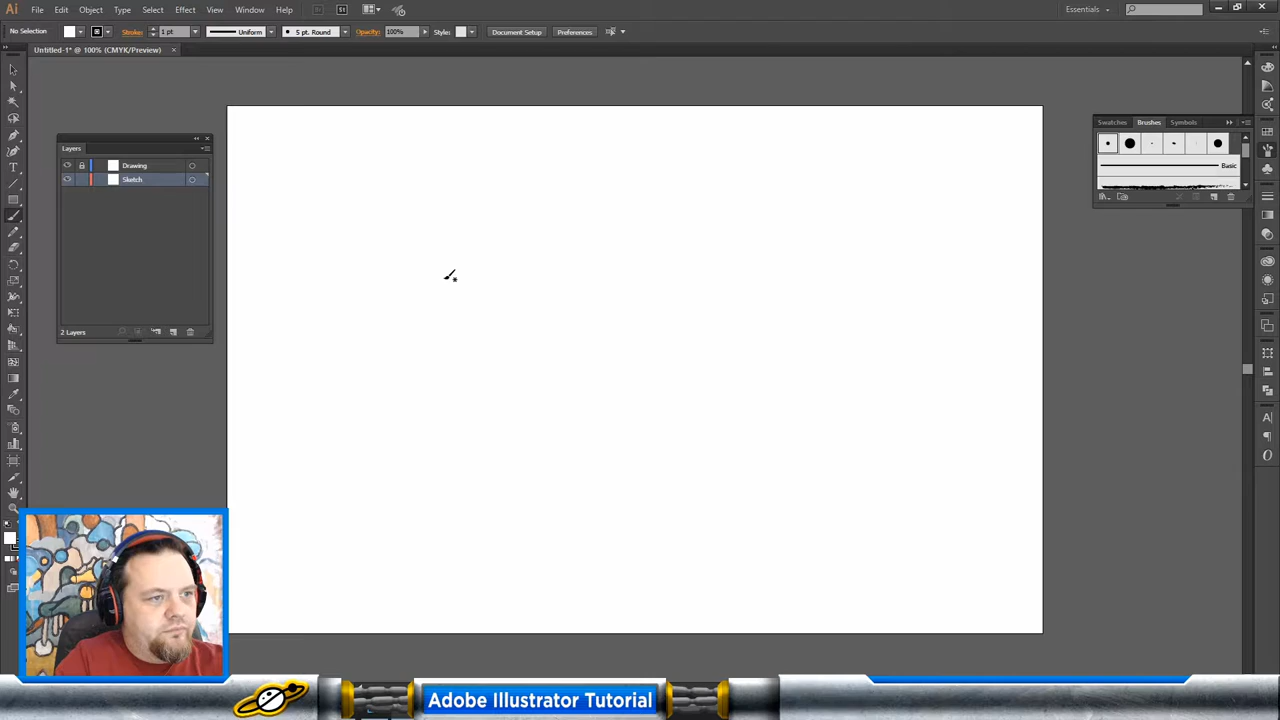 Ai File Edit Object Type Select Effect View Window Help Br St Essentials
No Selection Stroke: 1 pt Uniform 5 pt. Round Opacity: 100% Style: Document Setup Preferences
Untitled-1* @ 100% (CMYK/Preview)
Swatches Brushes Symbols
Layers
Drawing
Basic
Sketch
2 Layers
Adobe Illustrator Tutorial